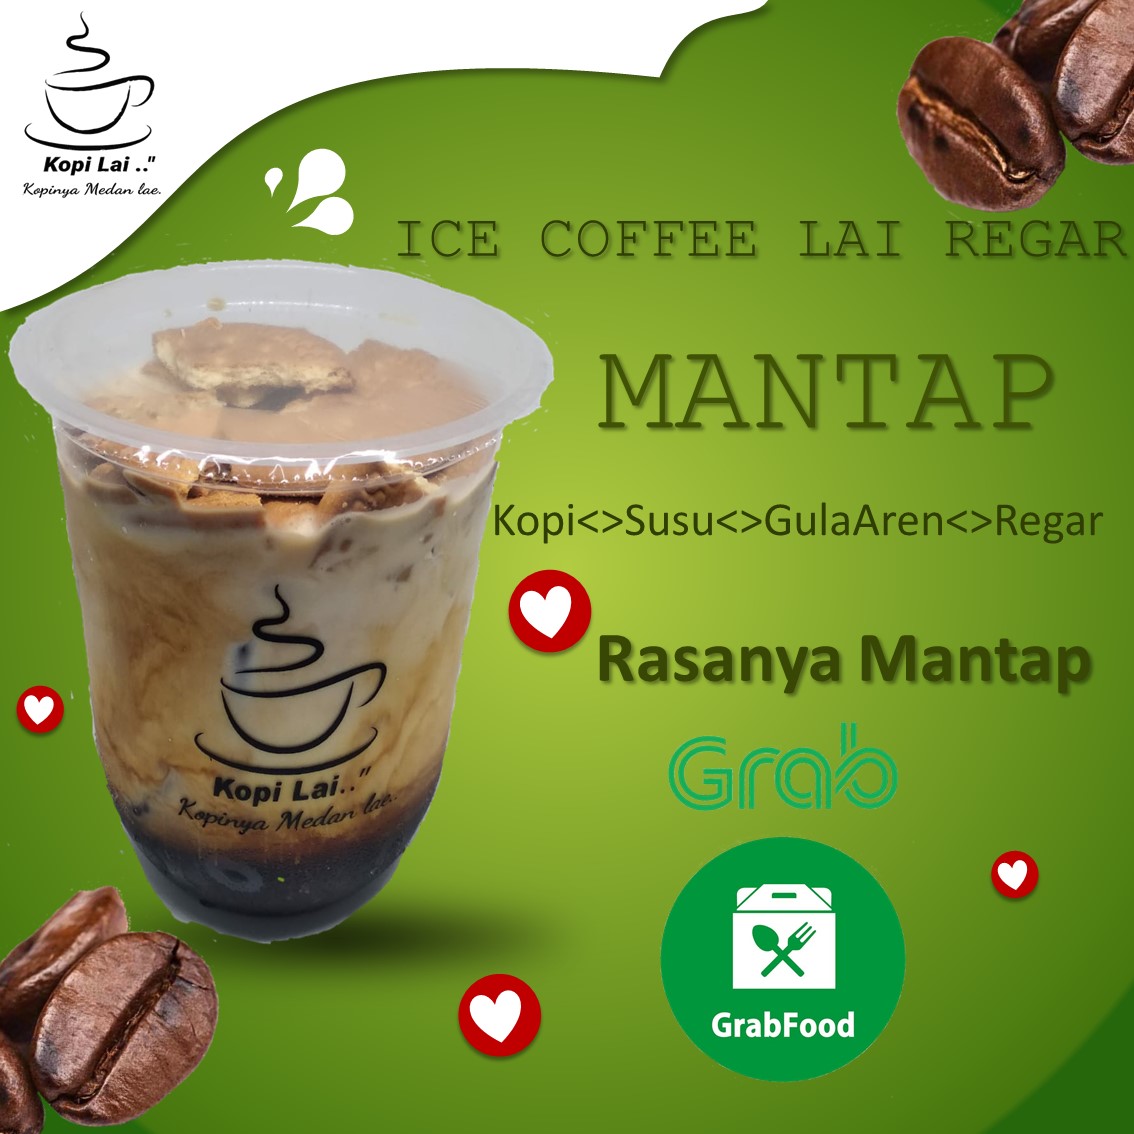 Kopi Lai .."
Kopinya Medan lae.
ICE COFFEE LAI REGAR
MANTAP
Kopi<>Susu<>GulaAren<>Regar
Rasanya Mantap
Kopi Lai.."
Kopinya Medan lae..
Grab
GrabFood